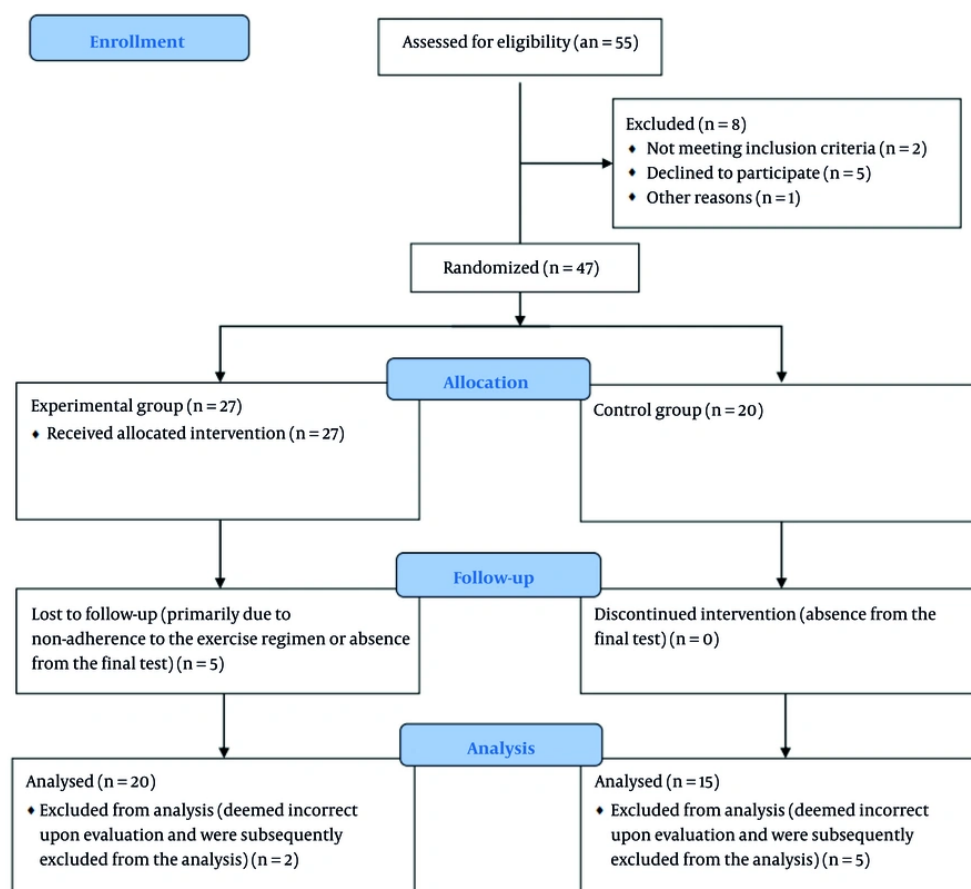 Enrollment
Assessed for eligibility (an = 55)
Excluded (n = 8)
♦ Not meeting inclusion criteria (n = 2)
♦ Declined to participate (n = 5)
♦ Other reasons (n = 1)
Randomized (n = 47)
Allocation
Experimental group (n = 27)
♦ Received allocated intervention (n = 27)
Control group (n = 20)
Follow-up
Lost to follow-up (primarily due to
non-adherence to the exercise regimen or absence
from the final test) (n = 5)
Discontinued intervention (absence from the
final test) (n = 0)
Analysis
Analysed (n = 20)
♦ Excluded from analysis (deemed incorrect
upon evaluation and were subsequently
excluded from the analysis) (n = 2)
Analysed (n = 15)
♦ Excluded from analysis (deemed incorrect
upon evaluation and were subsequently
excluded from the analysis) (n = 5)